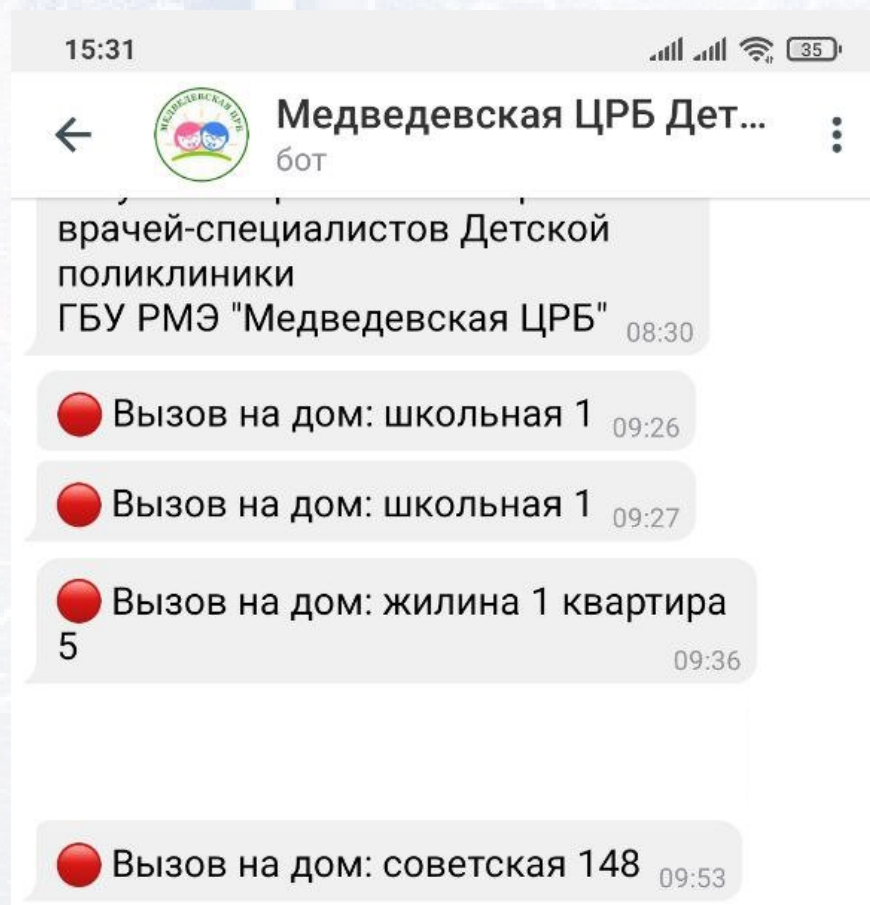 15:31
35
МЕДВЕДЕВСКАЯ ЦРБ
Медведевская ЦРБ Дет...
бот
врачей-специалистов Детской
поликлиники
ГБУ РМЭ "Медведевская ЦРБ" 08:30
Вызов на дом: школьная 1 09:26
Вызов на дом: школьная 1 09:27
Вызов на дом: жилина 1 квартира
5 09:36
Вызов на дом: советская 148 09:53